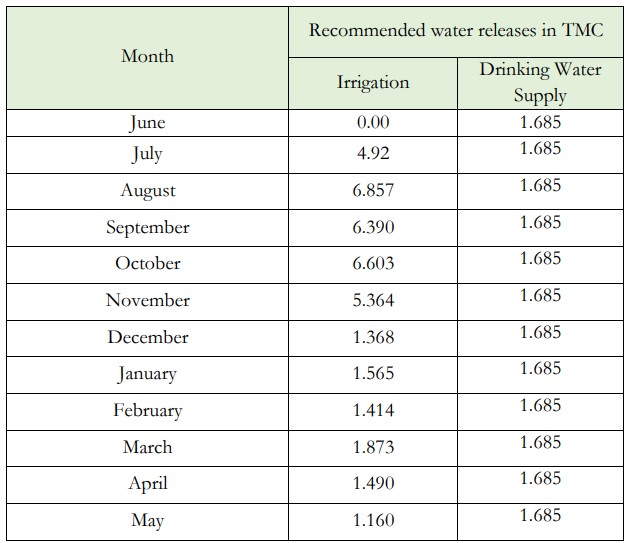 Month
Recommended water releases in TMC
Irrigation
Drinking Water
Supply
June 0.00 1.685
July 4.92 1.685
August 6.857 1.685
September 6.390 1.685
October 6.603 1.685
November 5.364 1.685
December 1.368 1.685
January 1.565 1.685
February 1.414 1.685
March 1.873 1.685
April 1.490 1.685
May 1.160 1.685